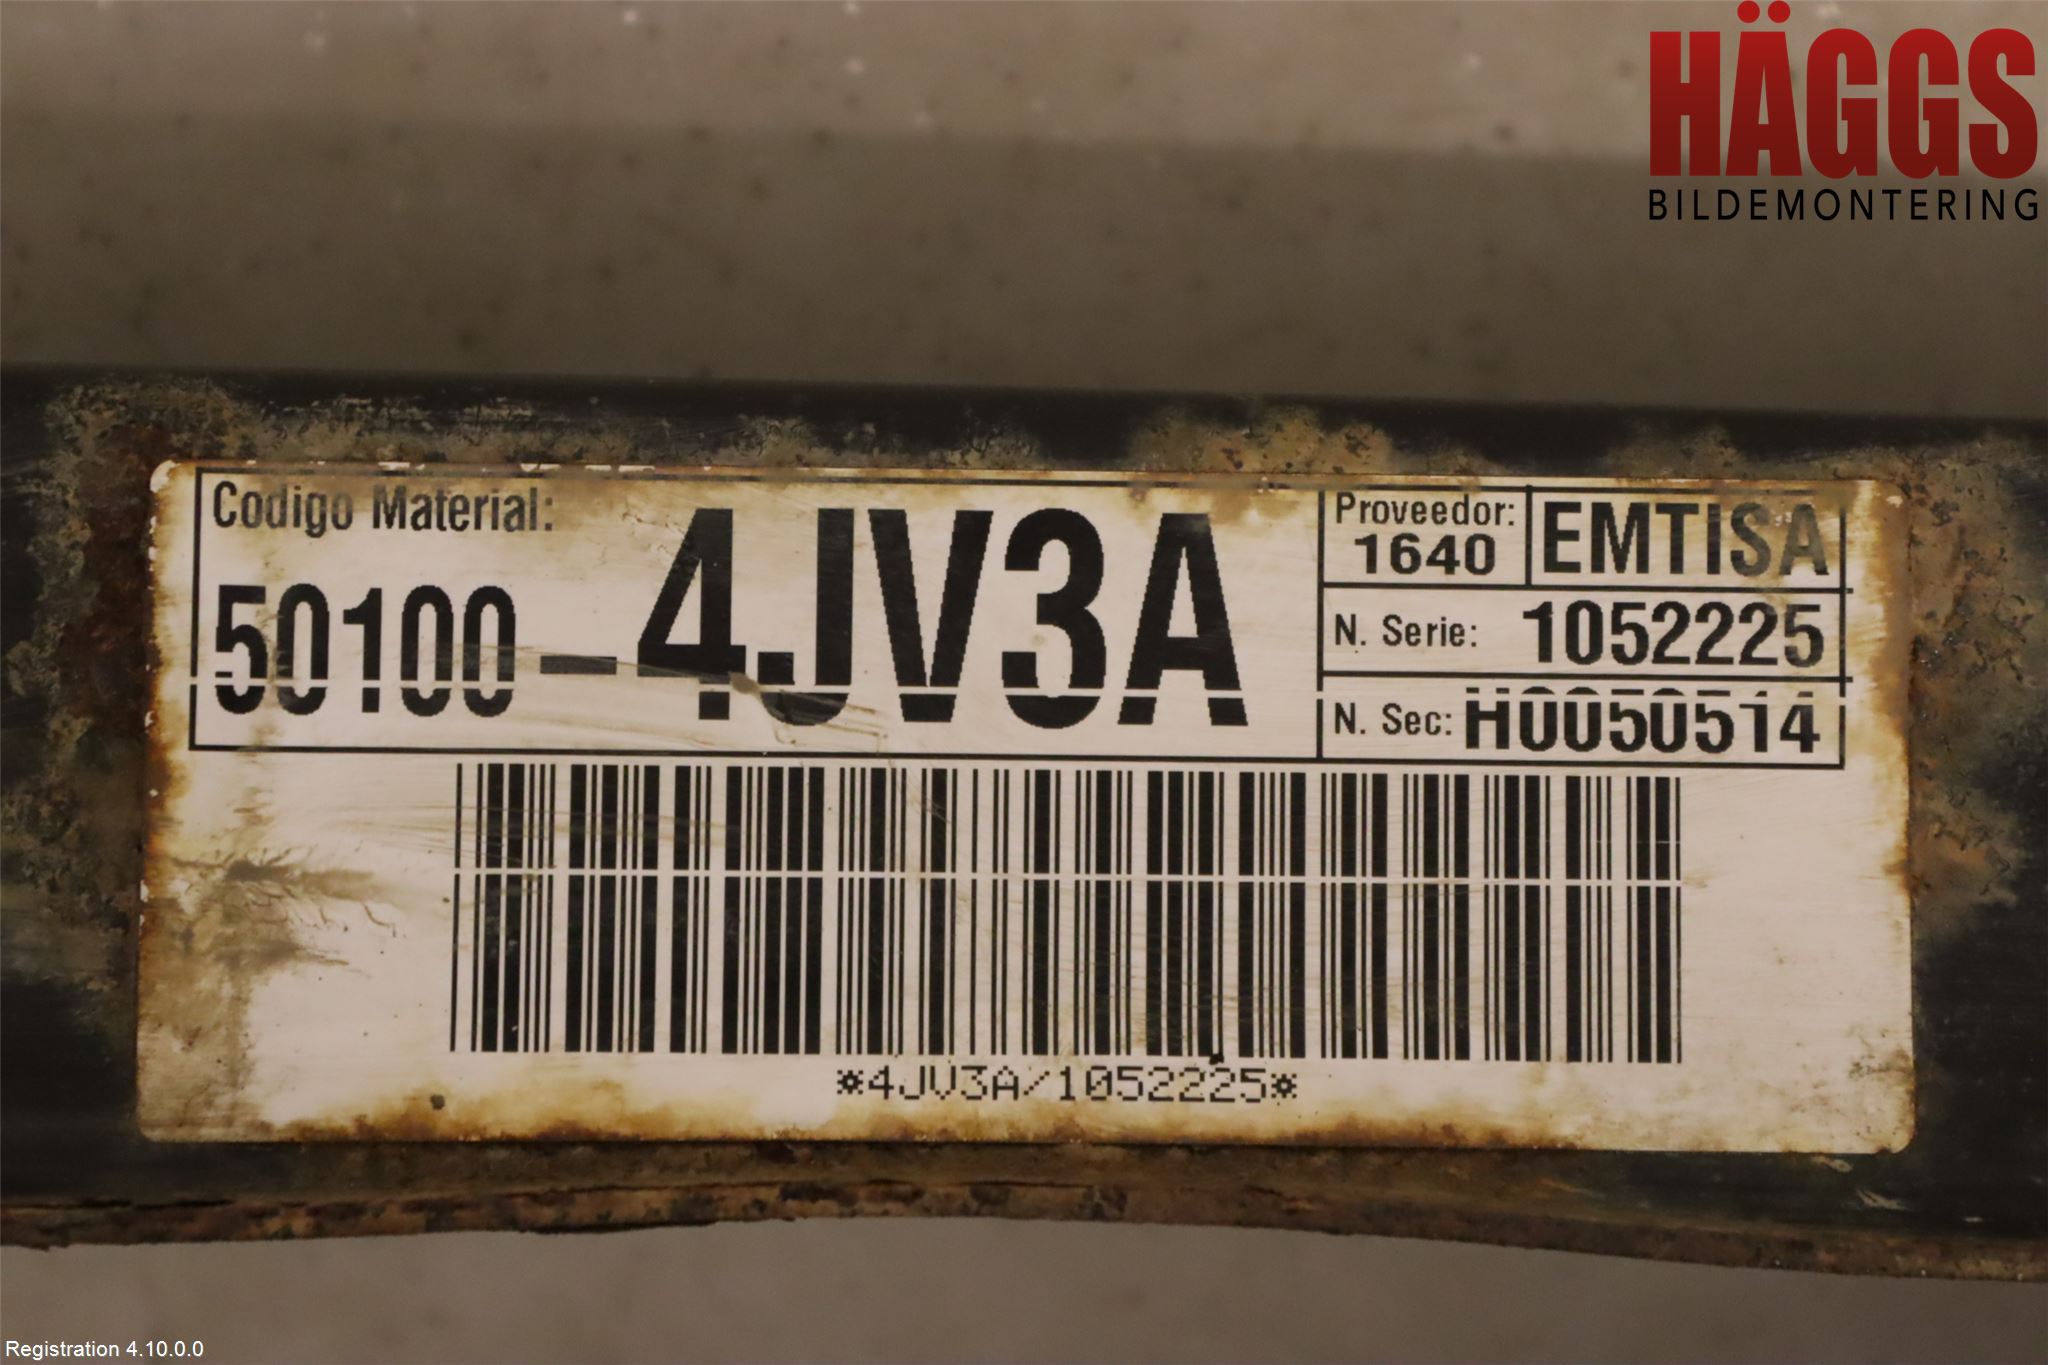 HÄGGS
BILDEMONTERING
Codigo Material:
50100-4JV3A
Proveedor:
1640
EMTISA
N. Serie: 1052225
N. Sec: H0050514
*4JV3A/1052225*
Registration 4.10.0.0